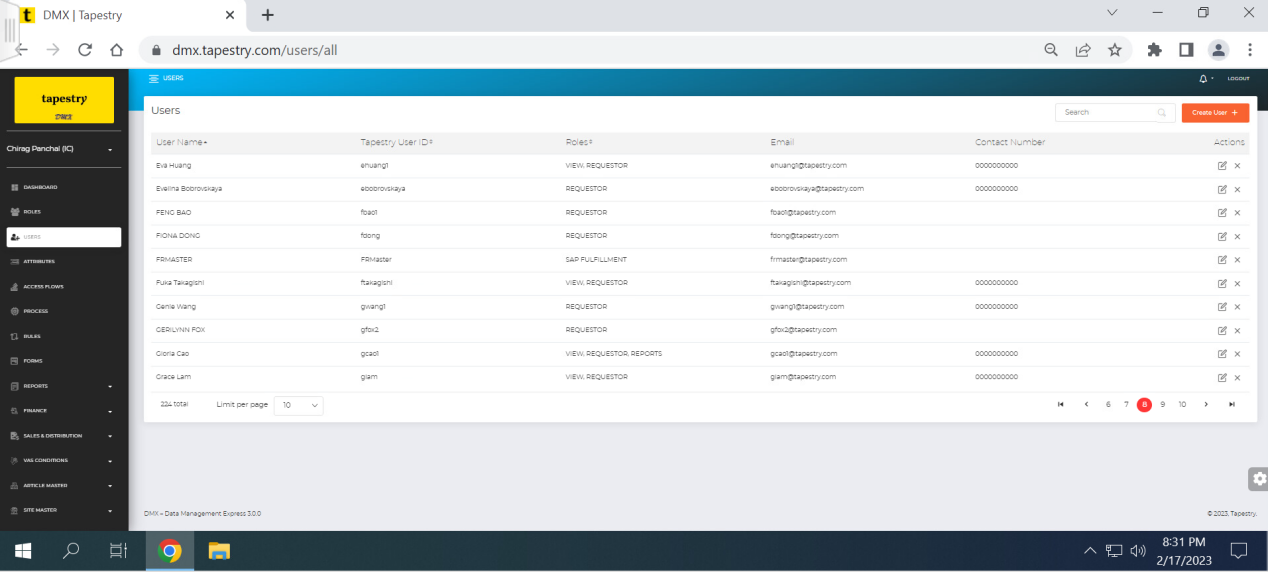 DMX | Tapestry
dmx.tapestry.com/users/all
tapestry
DMX
Chirag Panchal (IC)
DASHBOARD
ROLES
USERS
ATTRIBUTES
ACCESS FLOWS
PROCESS
RULES
FORMS
REPORTS
FINANCE
SALES & DISTRIBUTION
VAS CONDITIONS
ARTICLE MASTER
SITE MASTER
USERS
LOGOUT
Users
Search
Create User +
User Name Tapestry User ID Roles Email Contact Number Actions
Eva Huang ehuang1 VIEW, REQUESTOR ehuang1@tapestry.com 0000000000
Evelina Bobrovskaya ebobrovskaya REQUESTOR ebobrovskaya@tapestry.com 0000000000
FENG BAO fbao1 REQUESTOR fbao1@tapestry.com
FIONA DONG fdong REQUESTOR fdong@tapestry.com
FRMASTER FRMaster SAP FULFILLMENT frmaster@tapestry.com
Fuka Takagishi ftakagishi VIEW, REQUESTOR ftakagishi@tapestry.com 0000000000
Genie Wang gwang1 REQUESTOR gwang1@tapestry.com 0000000000
GERILYNN FOX gfox2 REQUESTOR gfox2@tapestry.com
Gloria Cao gcao1 VIEW, REQUESTOR, REPORTS gcao1@tapestry.com 0000000000
Grace Lam glam VIEW, REQUESTOR glam@tapestry.com 0000000000
224 total Limit per page 10 6 7 8 9 10
DMX – Data Management Express 3.0.0
© 2023, Tapestry.
8:31 PM
2/17/2023